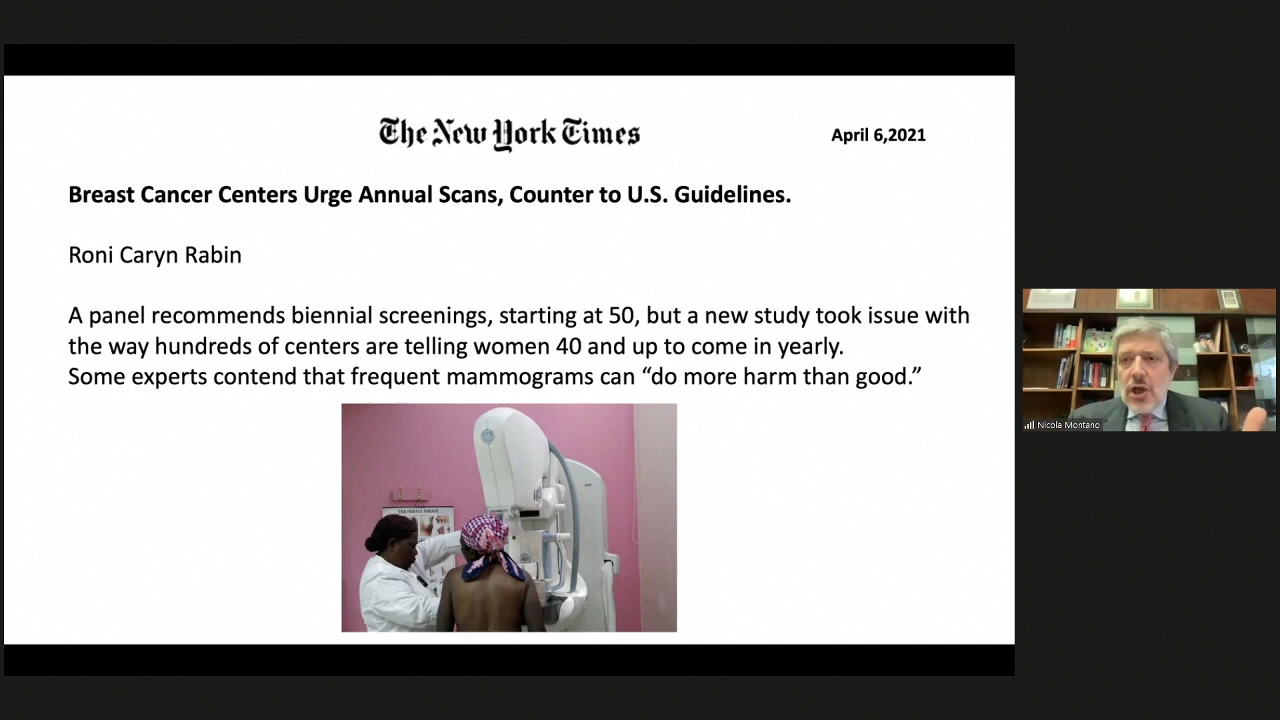 The New York Times
April 6,2021
Breast Cancer Centers Urge Annual Scans, Counter to U.S. Guidelines.
Roni Caryn Rabin
A panel recommends biennial screenings, starting at 50, but a new study took issue with
the way hundreds of centers are telling women 40 and up to come in yearly.
Some experts contend that frequent mammograms can “do more harm than good.”
THE FEMALE BREAST
Nicola Montano